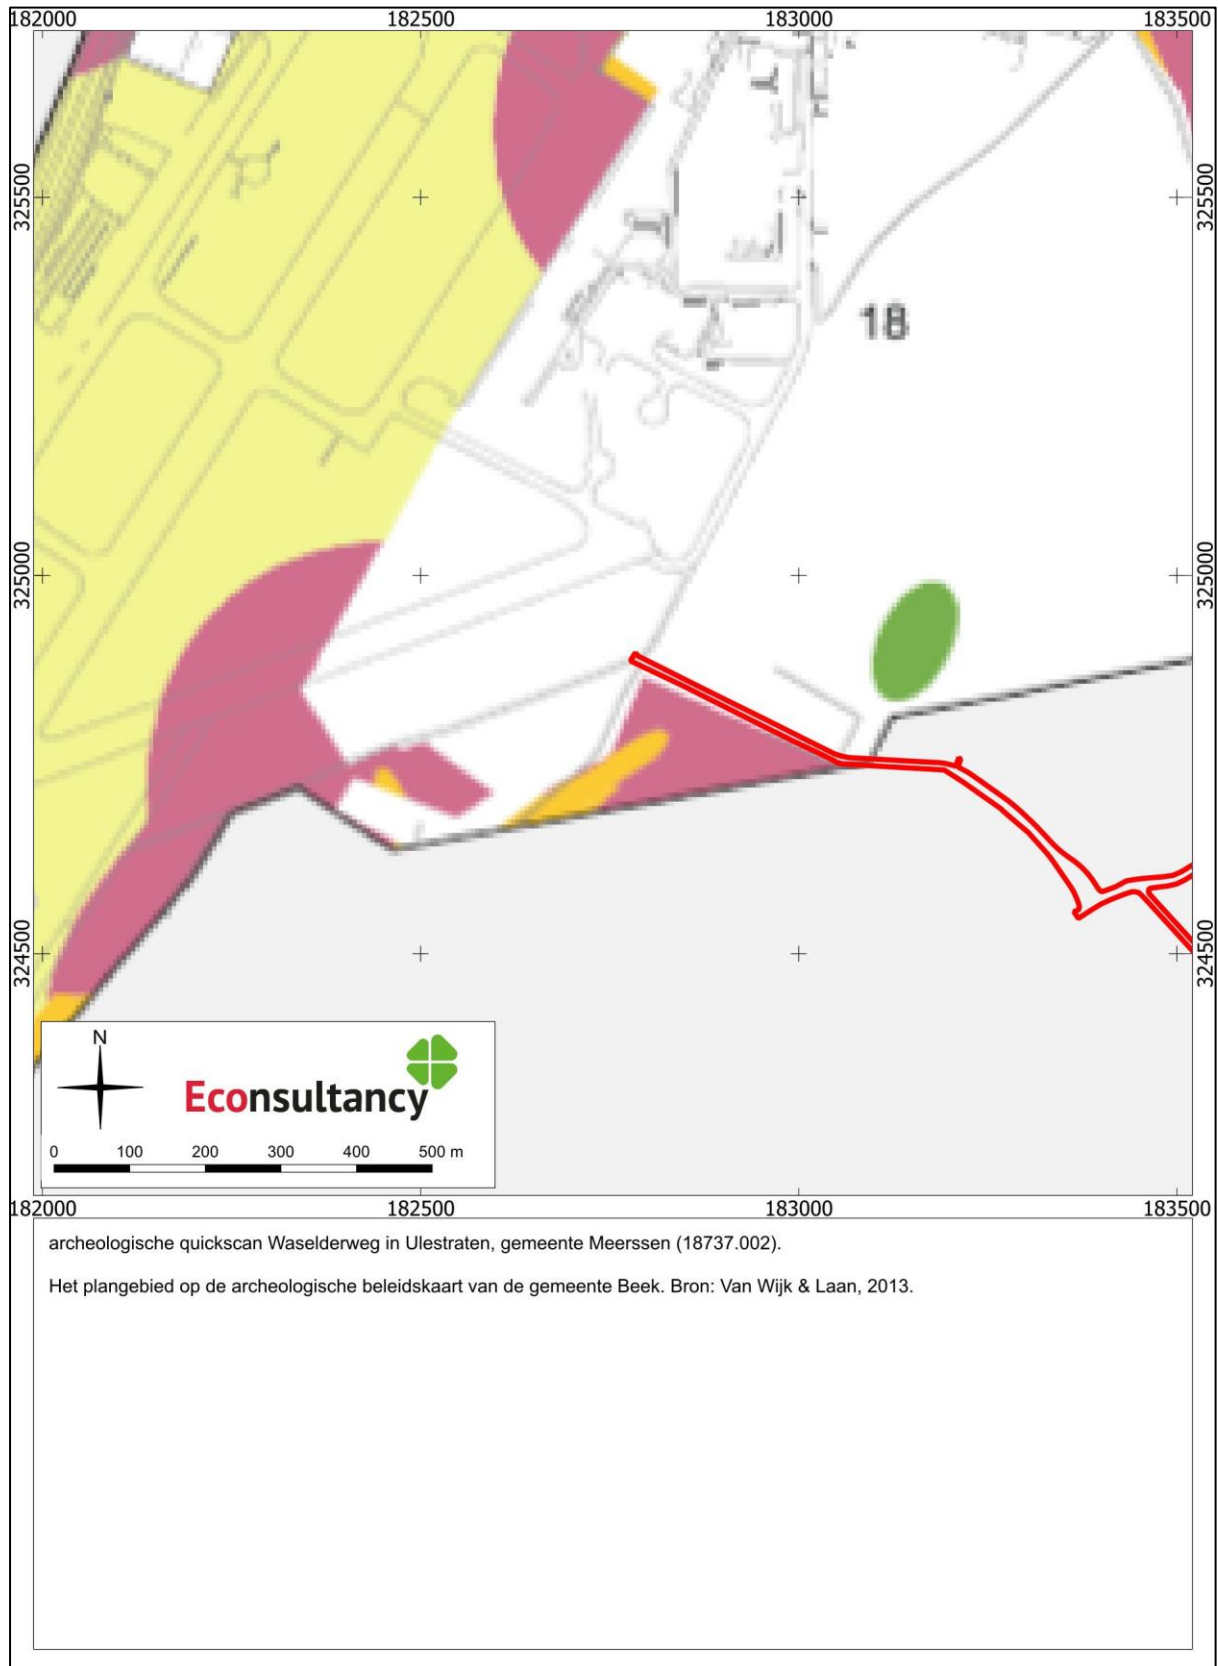 182000 182500 183000 183500
325500 325500
18
325000 325000
324500 324500
N
Econsultancy
0 100 200 300 400 500 m
182000 182500 183000 183500
archeologische quickscan Waselderweg in Ulestraten, gemeente Meerssen (18737.002).
Het plangebied op de archeologische beleidskaart van de gemeente Beek. Bron: Van Wijk & Laan, 2013.